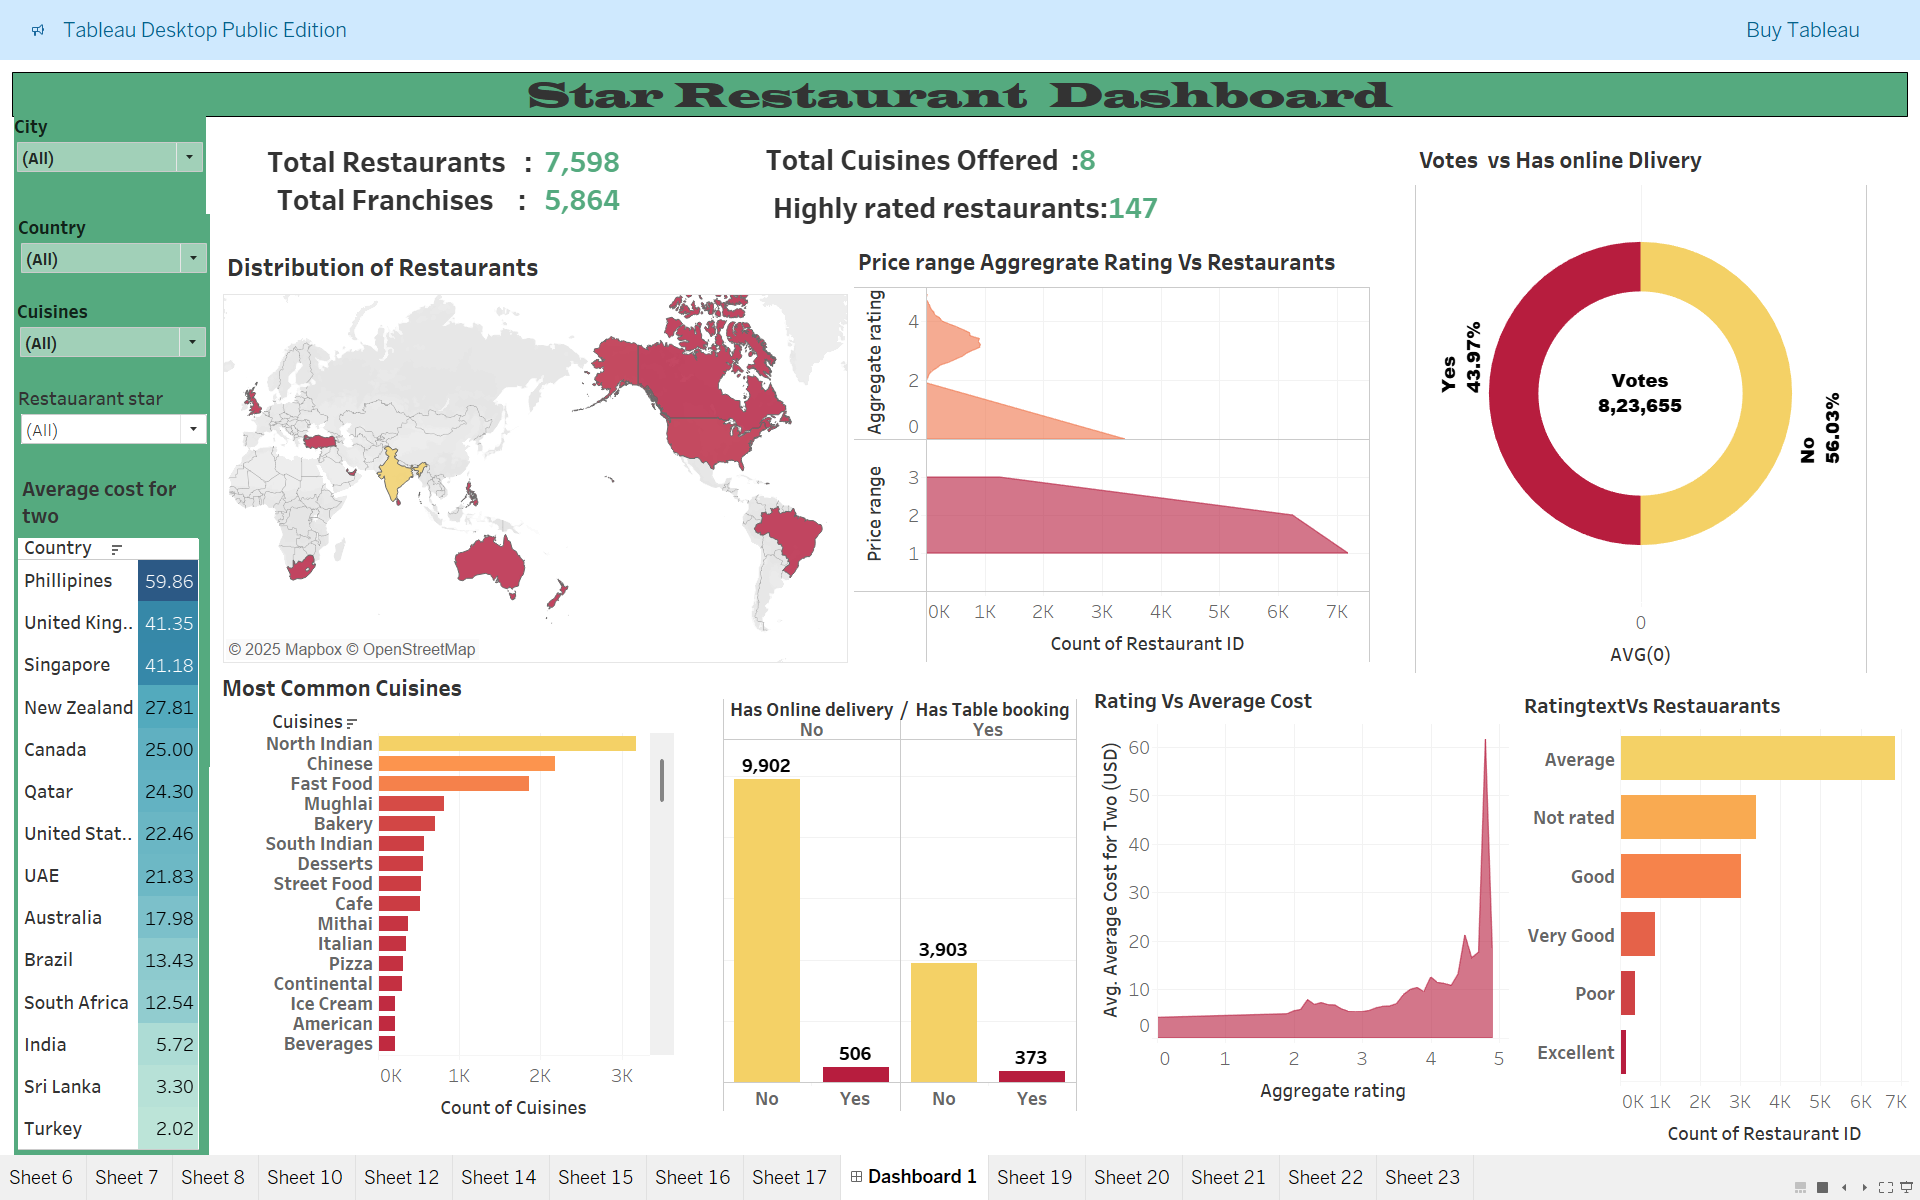 Tableau Desktop Public Edition
Buy Tableau
Star Restaurant Dashboard
City
(All)
Country
(All)
Cuisines
(All)
Restauarant star
(All)
Average cost for
two
Country
Phillipines 59.86
United King.. 41.35
Singapore 41.18
New Zealand 27.81
Canada 25.00
Qatar 24.30
United Stat.. 22.46
UAE 21.83
Australia 17.98
Brazil 13.43
South Africa 12.54
India 5.72
Sri Lanka 3.30
Turkey 2.02
Total Restaurants : 7,598
Total Franchises : 5,864
Total Cuisines Offered :8
Highly rated restaurants:147
Distribution of Restaurants
© 2025 Mapbox © OpenStreetMap
Price range Aggregrate Rating Vs Restaurants
Aggregate rating
4
2
0
Price range
3
2
1
0K 1K 2K 3K 4K 5K 6K 7K
Count of Restaurant ID
Votes vs Has online Dlivery
Yes
43.97%
Votes
8,23,655
No
56.03%
0
AVG(0)
Most Common Cuisines
Cuisines
North Indian
Chinese
Fast Food
Mughlai
Bakery
South Indian
Desserts
Street Food
Cafe
Mithai
Italian
Pizza
Continental
Ice Cream
American
Beverages
0K 1K 2K 3K
Count of Cuisines
Has Online delivery / Has Table booking
No Yes
9,902
506
3,903
373
No Yes No Yes
Rating Vs Average Cost
Avg. Average Cost for Two (USD)
60
50
40
30
20
10
0
0 1 2 3 4 5
Aggregate rating
RatingtextVs Restauarants
Average
Not rated
Good
Very Good
Poor
Excellent
0K 1K 2K 3K 4K 5K 6K 7K
Count of Restaurant ID
Sheet 6 Sheet 7 Sheet 8 Sheet 10 Sheet 12 Sheet 14 Sheet 15 Sheet 16 Sheet 17 Dashboard 1 Sheet 19 Sheet 20 Sheet 21 Sheet 22 Sheet 23